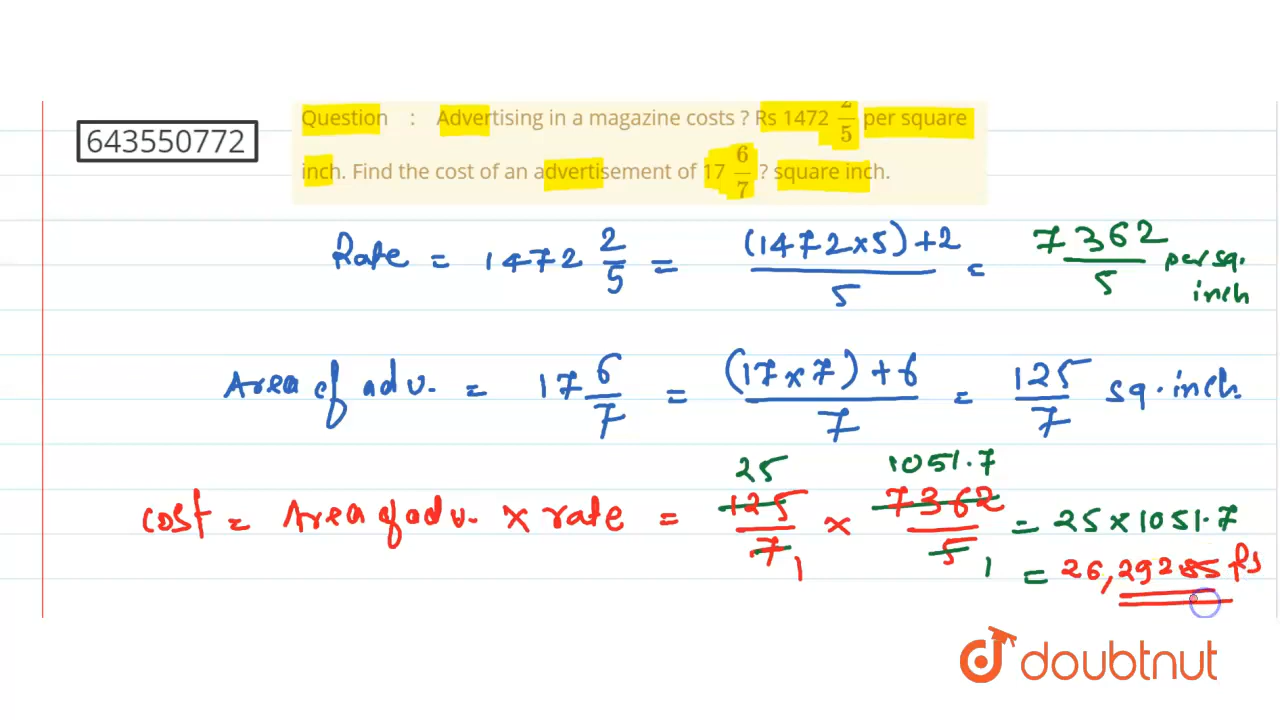 643550772
Question : Advertising in a magazine costs ? Rs 1472 2/5 per square
inch. Find the cost of an advertisement of 17 6/7 ? square inch.
Rate = 1472 2/5 = (1472×5)+2/5 = 7362/5 per sq. inch
Area of adv. = 17 6/7 = (17×7)+6/7 = 125/7 sq. inch.
25 1051.7
cost = Area of adv. × rate = 125/7 × 7362/5 = 25×1051.7
1 1
= 26,29285 Rs
doubtnut